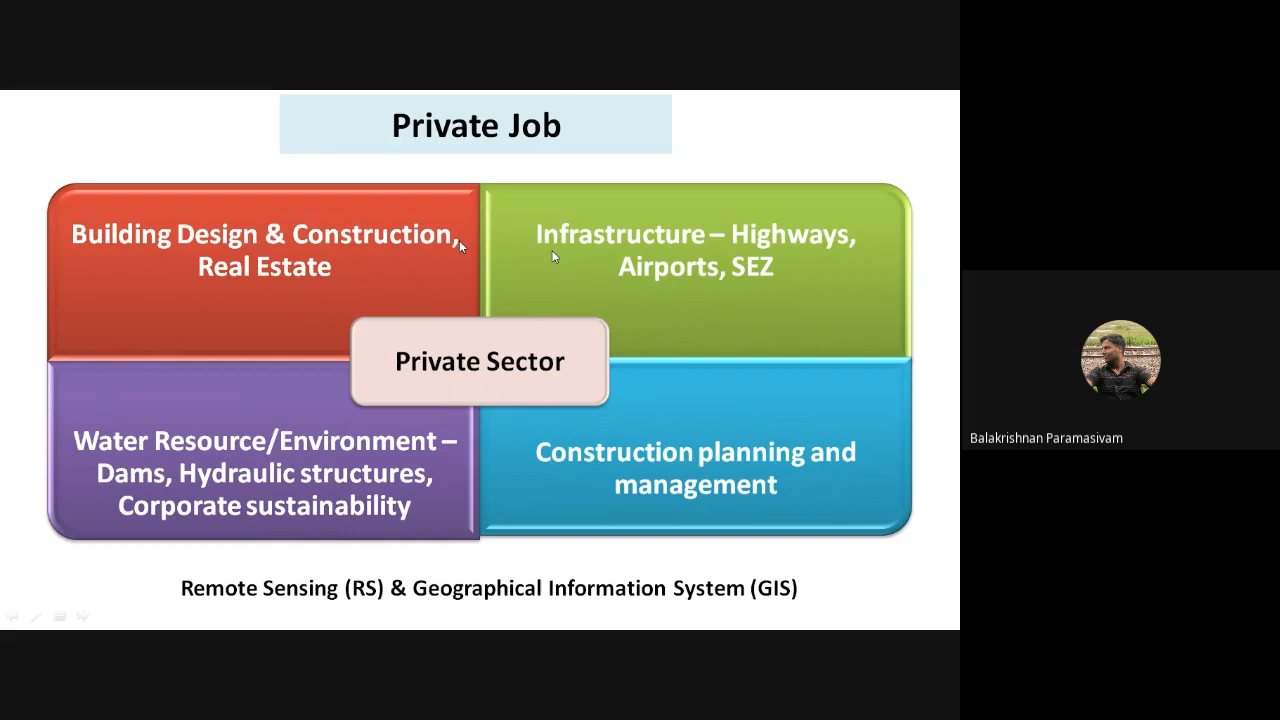 Private Job
Building Design & Construction,
Real Estate
Infrastructure – Highways,
Airports, SEZ
Private Sector
Water Resource/Environment –
Dams, Hydraulic structures,
Corporate sustainability
Construction planning and
management
Remote Sensing (RS) & Geographical Information System (GIS)
Balakrishnan Paramasivam